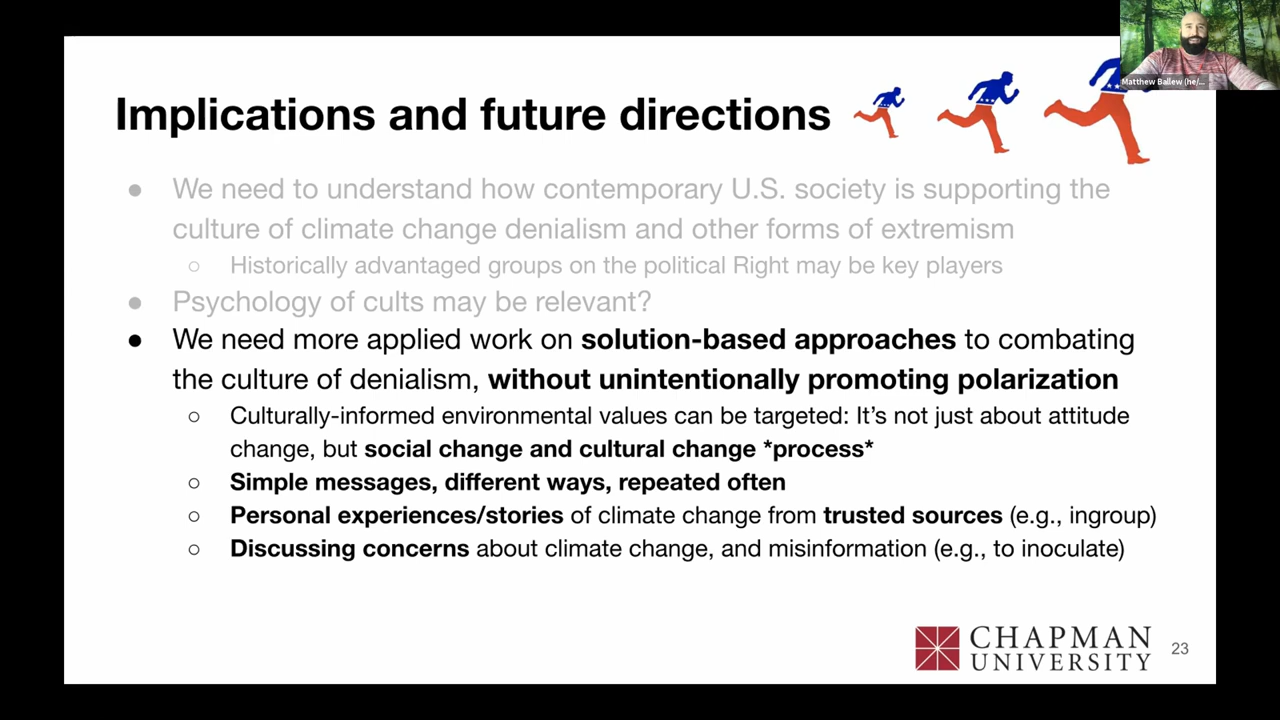 Matthew Ballew (he/...
Implications and future directions
● We need to understand how contemporary U.S. society is supporting the
culture of climate change denialism and other forms of extremism
○ Historically advantaged groups on the political Right may be key players
● Psychology of cults may be relevant?
● We need more applied work on solution-based approaches to combating
the culture of denialism, without unintentionally promoting polarization
○ Culturally-informed environmental values can be targeted: It’s not just about attitude
change, but social change and cultural change *process*
○ Simple messages, different ways, repeated often
○ Personal experiences/stories of climate change from trusted sources (e.g., ingroup)
○ Discussing concerns about climate change, and misinformation (e.g., to inoculate)
CHAPMAN
UNIVERSITY
23